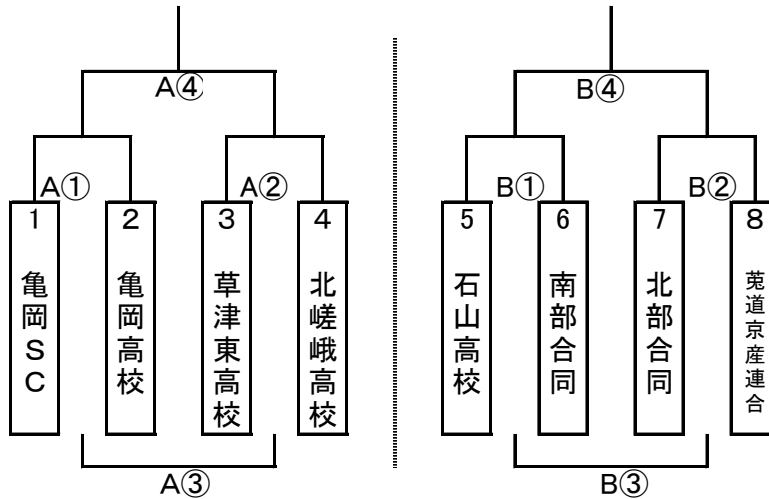 A④
B④
A①
A②
B①
B②
1 亀岡SC
2 亀岡高校
3 草津東高校
4 北嵯峨高校
5 石山高校
6 南部合同
7 北部合同
8 莵道京産連合
A③
B③